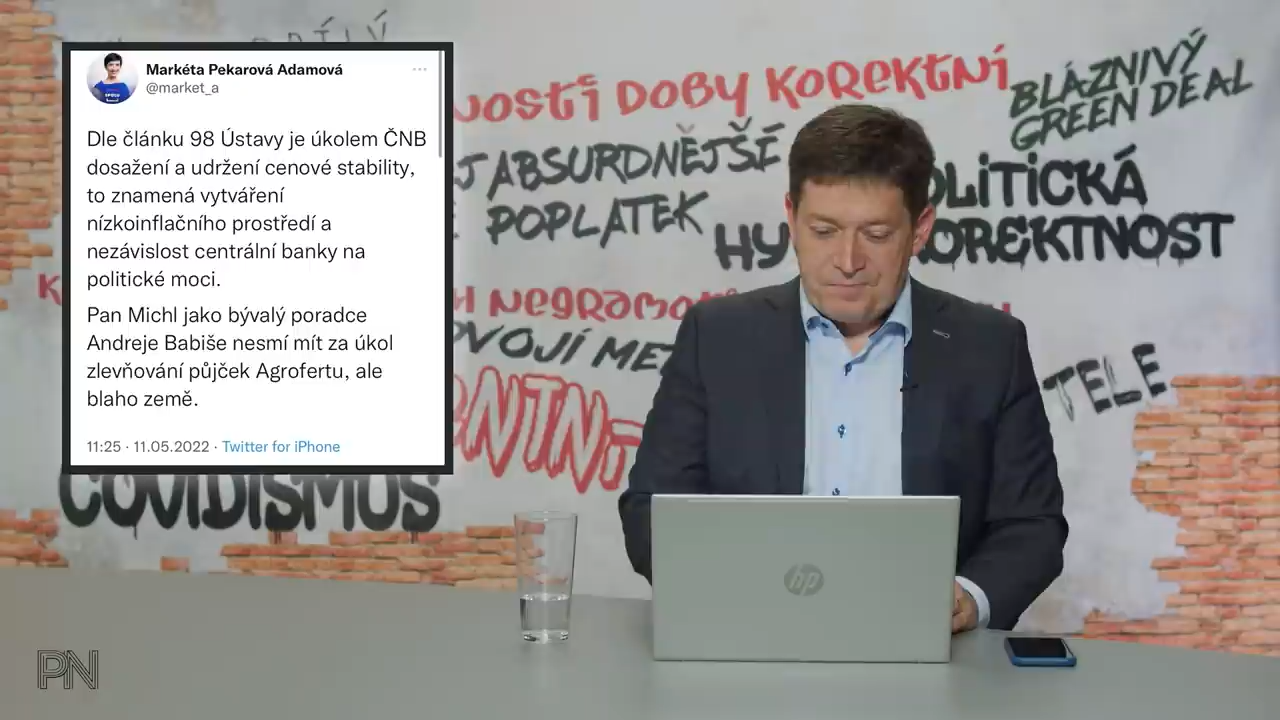 Markéta Pekarová Adamová
@market_a
Dle článku 98 Ústavy je úkolem ČNB
dosažení a udržení cenové stability,
to znamená vytváření
nízkoinflačního prostředí a
nezávislost centrální banky na
politické moci.
Pan Michl jako bývalý poradce
Andreje Babiše nesmí mít za úkol
zlevňování půjček Agrofertu, ale
blaho země.
11:25 · 11.05.2022 · Twitter for iPhone
DOBY KOREKTNÍ
BLÁZNIVÝ
GREEN DEAL
ABSURDNĚJŠÍ
POPLATEK
COVIDISMUS
TELE
hp
PN